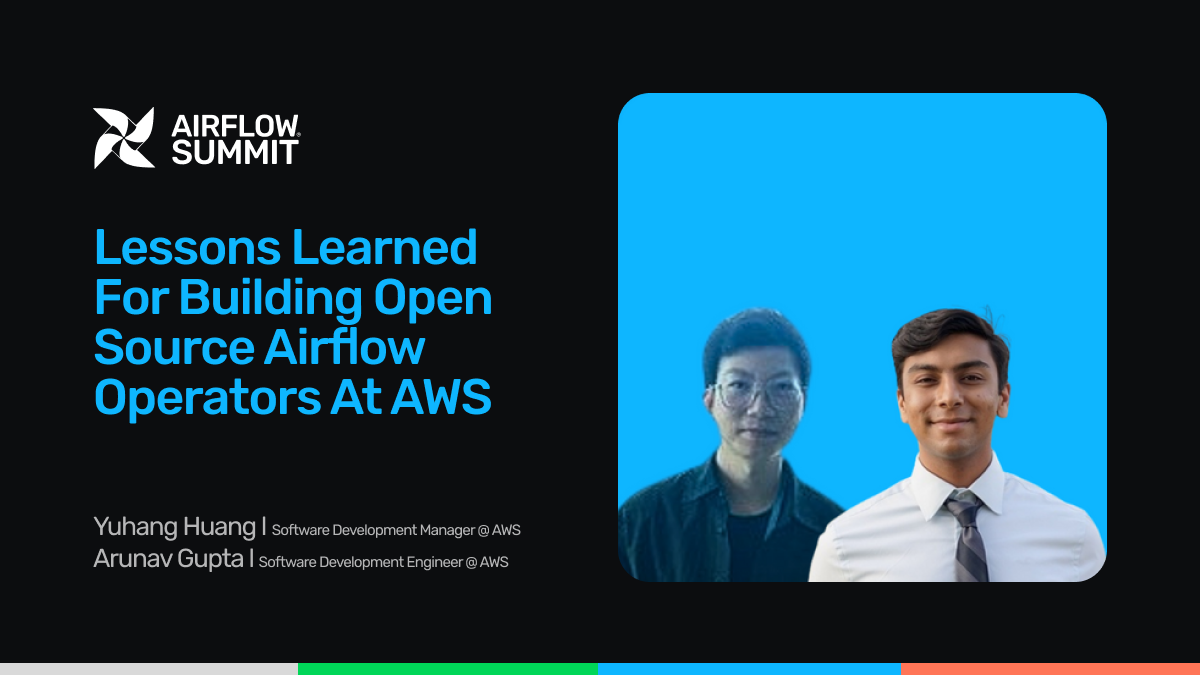 AIRFLOW
SUMMIT
Lessons Learned
For Building Open
Source Airflow
Operators At AWS
Yuhang Huang | Software Development Manager @ AWS
Arunav Gupta | Software Development Engineer @ AWS